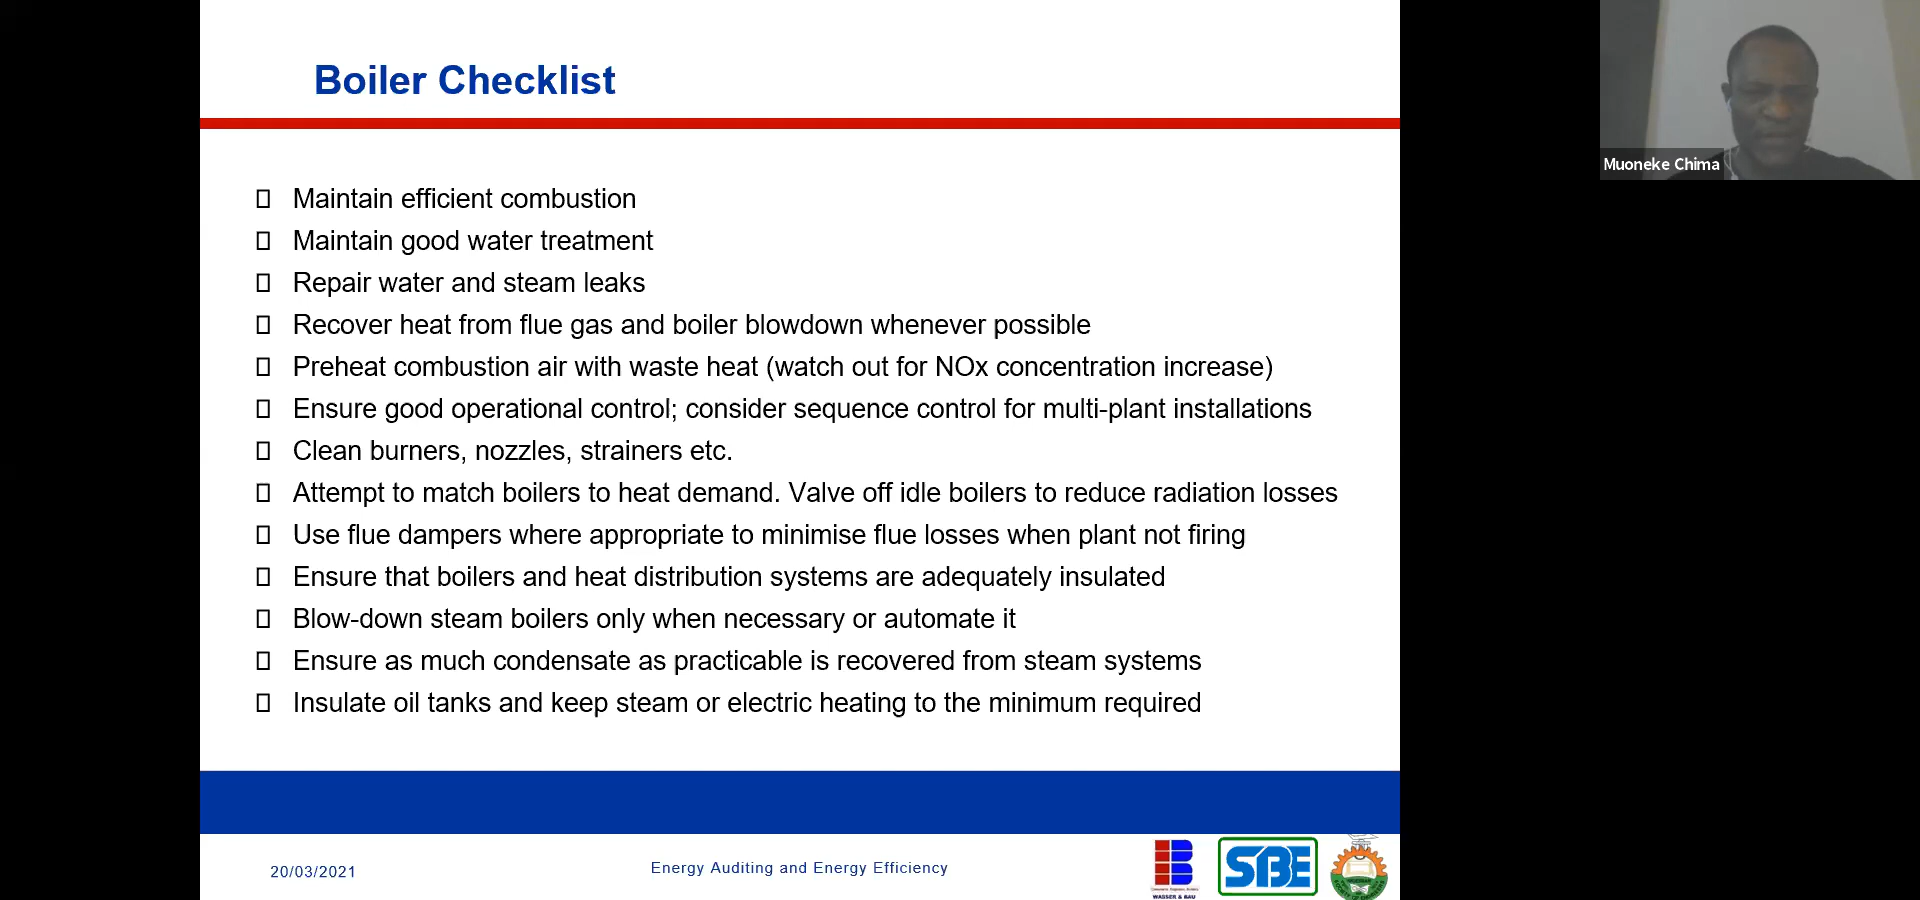 Boiler Checklist
Muoneke Chima
Maintain efficient combustion
Maintain good water treatment
Repair water and steam leaks
Recover heat from flue gas and boiler blowdown whenever possible
Preheat combustion air with waste heat (watch out for NOx concentration increase)
Ensure good operational control; consider sequence control for multi-plant installations
Clean burners, nozzles, strainers etc.
Attempt to match boilers to heat demand. Valve off idle boilers to reduce radiation losses
Use flue dampers where appropriate to minimise flue losses when plant not firing
Ensure that boilers and heat distribution systems are adequately insulated
Blow-down steam boilers only when necessary or automate it
Ensure as much condensate as practicable is recovered from steam systems
Insulate oil tanks and keep steam or electric heating to the minimum required
20/03/2021
Energy Auditing and Energy Efficiency
WASSER & BAU
SBE